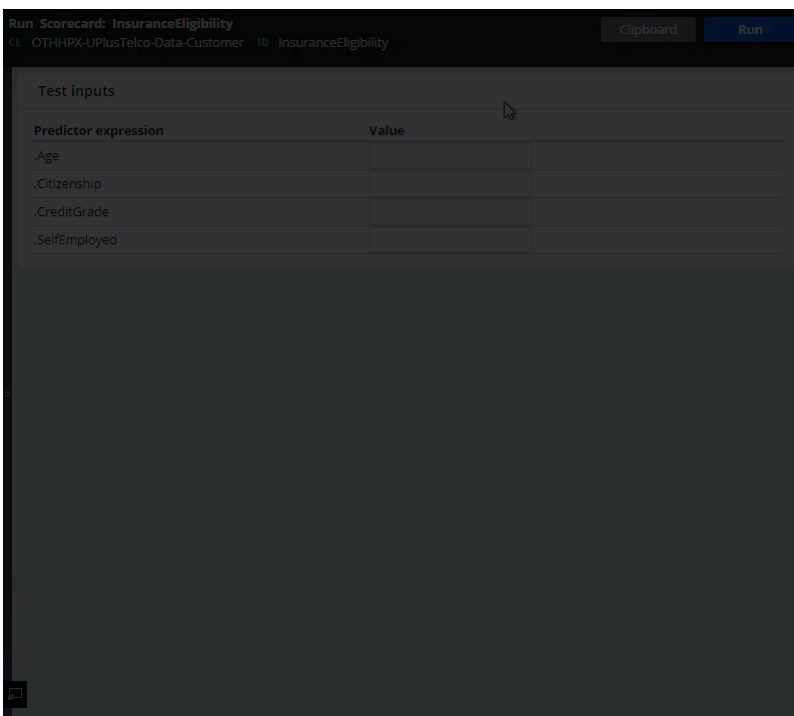 Run Scorecard: InsuranceEligibility
CL OTHHPX-UPlusTelco-Data-Customer ID InsuranceEligibility
Clipboard Run
Test inputs
Predictor expression Value
.Age
.Citizenship
.CreditGrade
.SelfEmployed